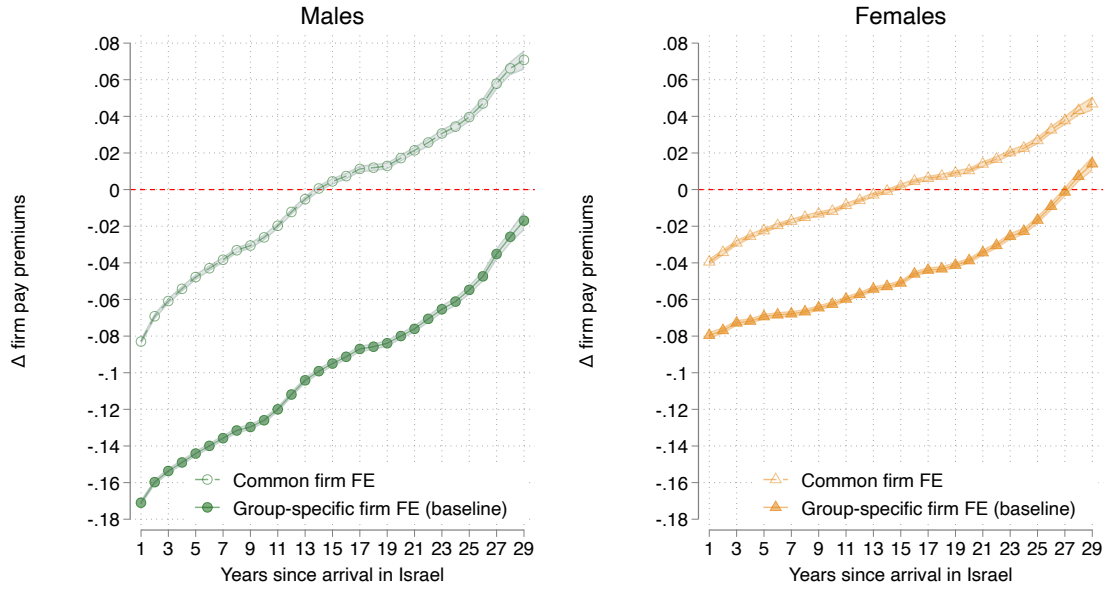 Males
Δ firm pay premiums
.08
.06
.04
.02
0
-.02
-.04
-.06
-.08
-.1
-.12
-.14
-.16
-.18
Common firm FE
Group-specific firm FE (baseline)
1 3 5 7 9 11 13 15 17 19 21 23 25 27 29
Years since arrival in Israel
Females
Δ firm pay premiums
.08
.06
.04
.02
0
-.02
-.04
-.06
-.08
-.1
-.12
-.14
-.16
-.18
Common firm FE
Group-specific firm FE (baseline)
1 3 5 7 9 11 13 15 17 19 21 23 25 27 29
Years since arrival in Israel